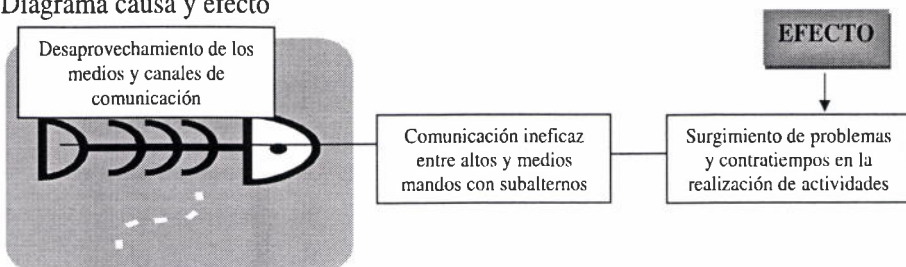 Diagrama causa y efecto
Desaprovechamiento de los
medios y canales de
comunicación
Comunicación ineficaz
entre altos y medios
mandos con subalternos
EFECTO
Surgimiento de problemas
y contratiempos en la
realización de actividades